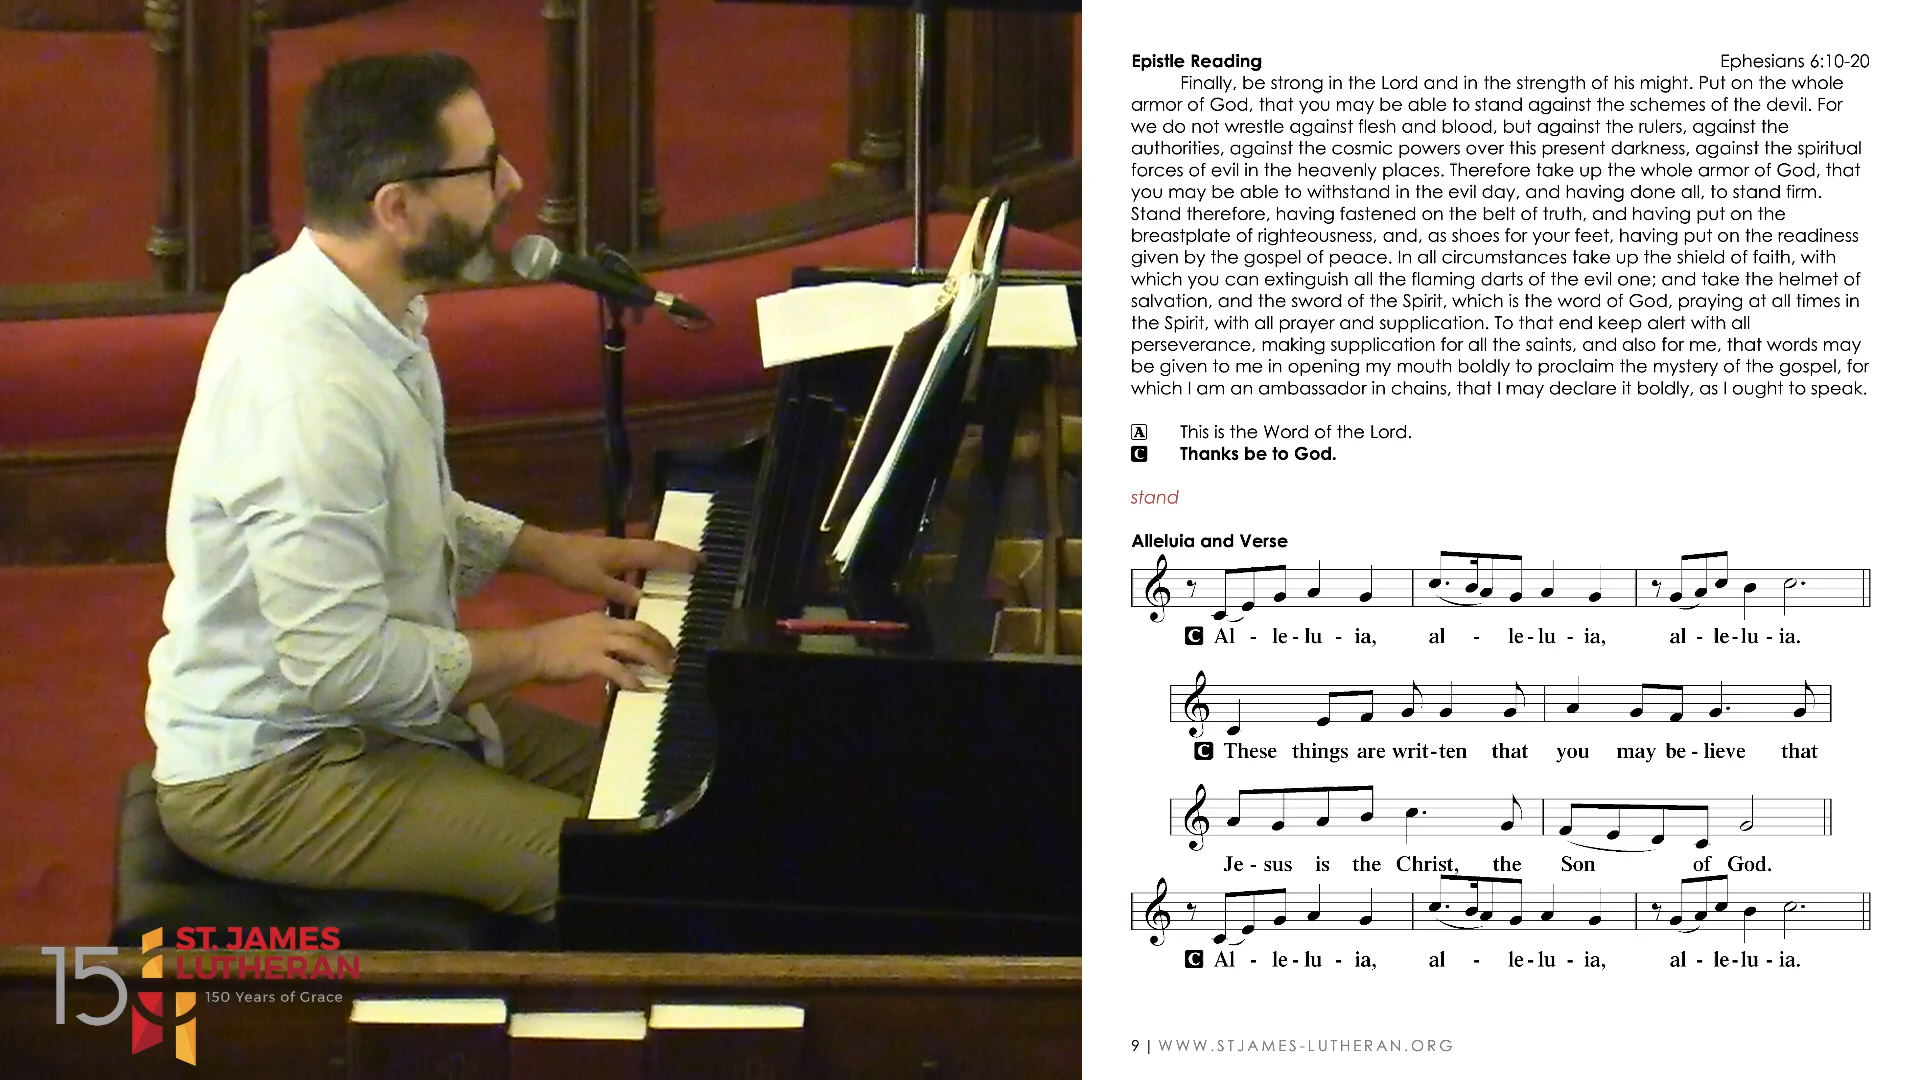 Epistle Reading Ephesians 6:10-20
Finally, be strong in the Lord and in the strength of his might. Put on the whole
armor of God, that you may be able to stand against the schemes of the devil. For
we do not wrestle against flesh and blood, but against the rulers, against the
authorities, against the cosmic powers over this present darkness, against the spiritual
forces of evil in the heavenly places. Therefore take up the whole armor of God, that
you may be able to withstand in the evil day, and having done all, to stand firm.
Stand therefore, having fastened on the belt of truth, and having put on the
breastplate of righteousness, and, as shoes for your feet, having put on the readiness
given by the gospel of peace. In all circumstances take up the shield of faith, with
which you can extinguish all the flaming darts of the evil one; and take the helmet of
salvation, and the sword of the Spirit, which is the word of God, praying at all times in
the Spirit, with all prayer and supplication. To that end keep alert with all
perseverance, making supplication for all the saints, and also for me, that words may
be given to me in opening my mouth boldly to proclaim the mystery of the gospel, for
which I am an ambassador in chains, that I may declare it boldly, as I ought to speak.
A This is the Word of the Lord.
C Thanks be to God.
stand
Alleluia and Verse
C Al - le - lu - ia, al - le - lu - ia, al - le - lu - ia.
C These things are writ - ten that you may be - lieve that
Je - sus is the Christ, the Son of God.
C Al - le - lu - ia, al - le - lu - ia, al - le - lu - ia.
9 | WWW.STJAMES-LUTHERAN.ORG
150
ST. JAMES
LUTHERAN
150 Years of Grace